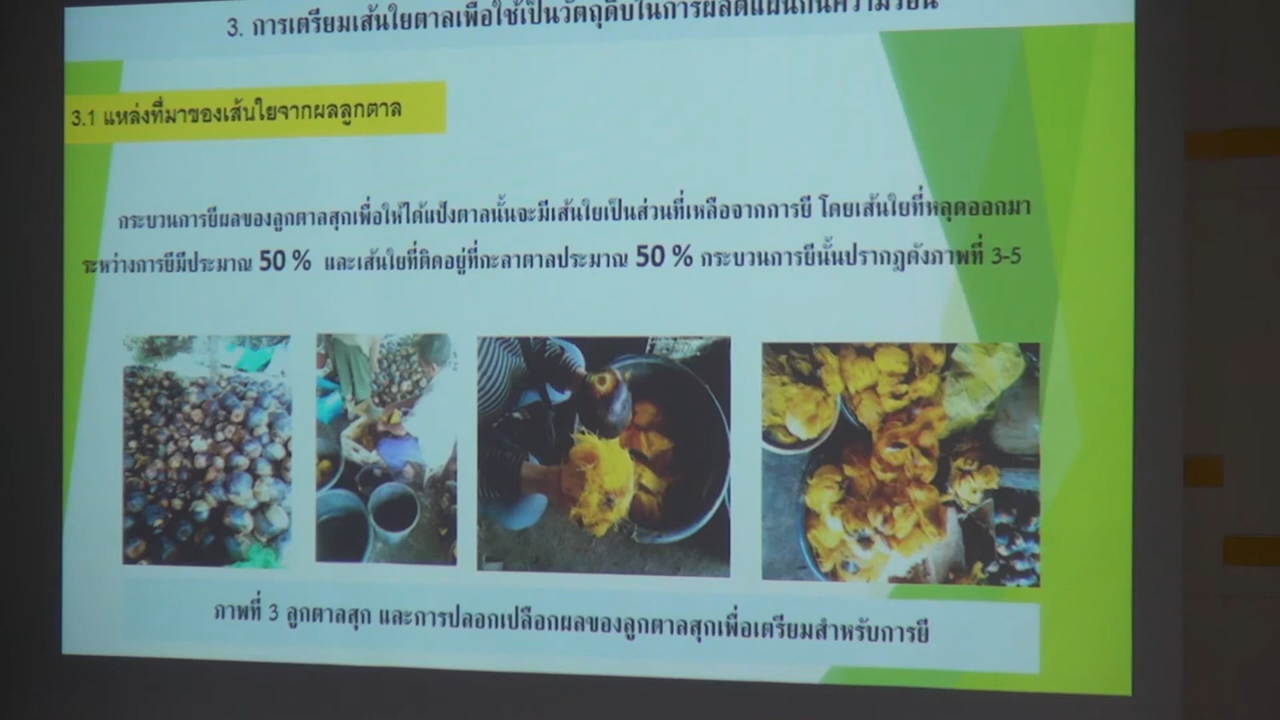 3. การเตรียมเส้นใยตาลเพื่อใช้เป็นวัตถุดิบในการผลิตแผ่นกันความร้อน
3.1 แหล่งที่มาของเส้นใยจากผลลูกตาล
กระบวนการยีผลของลูกตาลสุกเพื่อให้ได้แป้งตาลนั้นจะมีเส้นใยเป็นส่วนที่เหลือจากการยี โดยเส้นใยที่หลุดออกมา
ระหว่างการยีมีประมาณ 50 % และเส้นใยที่ติดอยู่ที่กะลาตาลประมาณ 50 % กระบวนการยีนั้นปรากฎดังภาพที่ 3-5
ภาพที่ 3 ลูกตาลสุก และการปลอกเปลือกผลของลูกตาลสุกเพื่อเตรียมสำหรับการยี